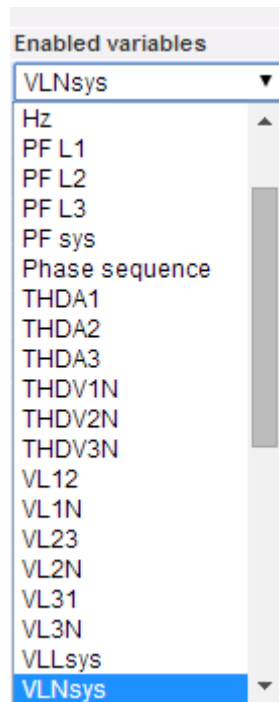 Enabled variables
VLNsys
Hz
PF L1
PF L2
PF L3
PF sys
Phase sequence
THDA1
THDA2
THDA3
THDV1N
THDV2N
THDV3N
VL12
VL1N
VL23
VL2N
VL31
VL3N
VLLsys
VLNsys